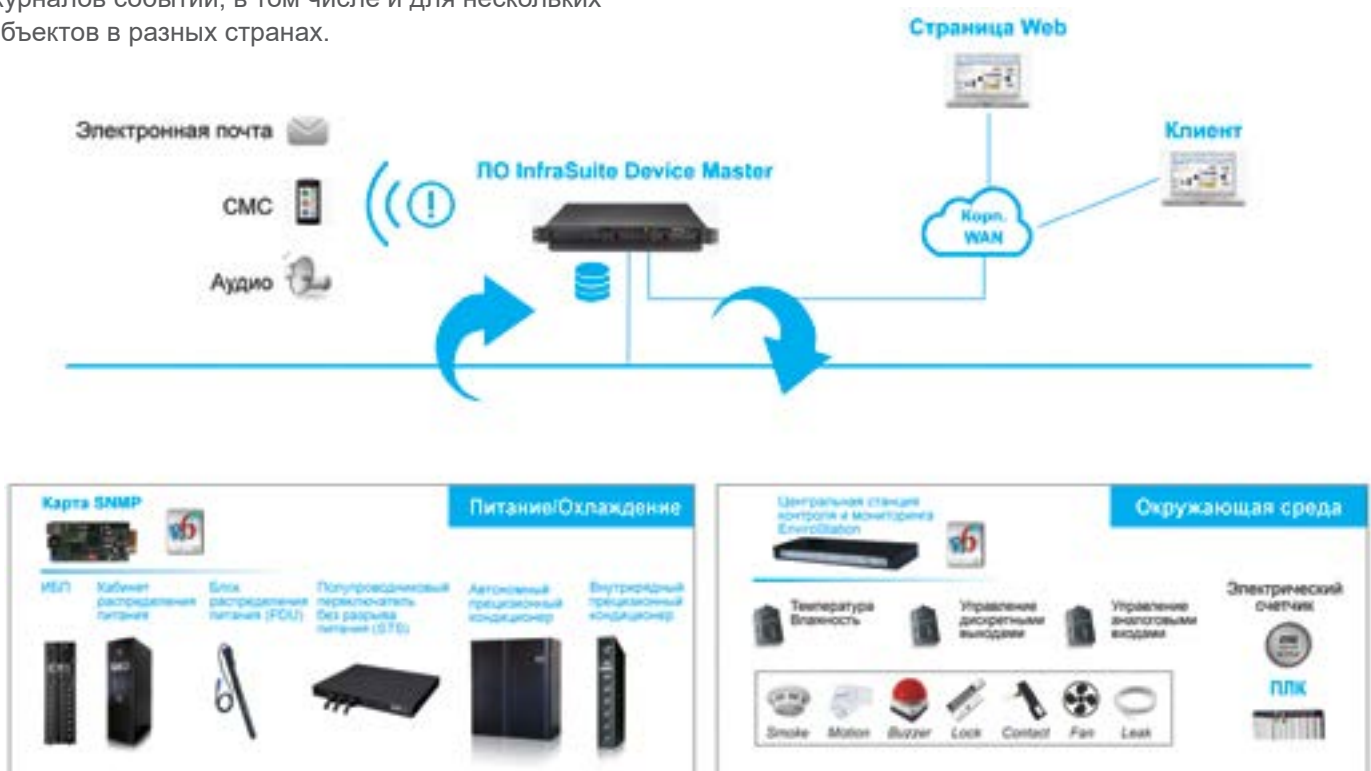 журналов событий, в том числе и для нескольких
объектов в разных странах.
Страница Web
Электронная почта
Клиент
ПО InfraSuite Device Master
СМС
Корп.
WAN
Аудио
Карта SNMP
Питание/Охлаждение
ИБП
Кабинет
распределения
питания
Блок
распределения
питания (PDU)
Полупроводниковый
переключатель
без разрыва
питания (STS)
Автономный
прецизионный
кондиционер
Внутрирядный
прецизионный
кондиционер
Центральная станция
контроля и мониторинга
EnviroStation
Окружающая среда
Температура
Влажность
Управление
дискретными
выходами
Управление
аналоговыми
входами
Электрический
счетчик
ПЛК
Smoke
Motion
Buzzer
Lock
Contact
Fan
Leak